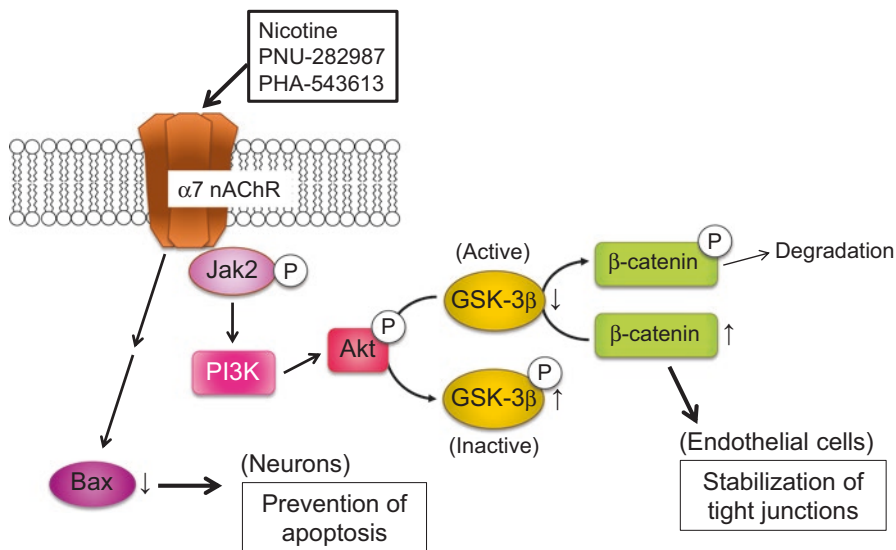 Nicotine
PNU-282987
PHA-543613
α7 nAChR
Jak2
P
(Active)
GSK-3β ↓
β-catenin
P
Degradation
β-catenin ↑
PI3K
Akt
P
GSK-3β ↑
P
(Inactive)
(Endothelial cells)
Stabilization of
tight junctions
Bax ↓
(Neurons)
Prevention of
apoptosis